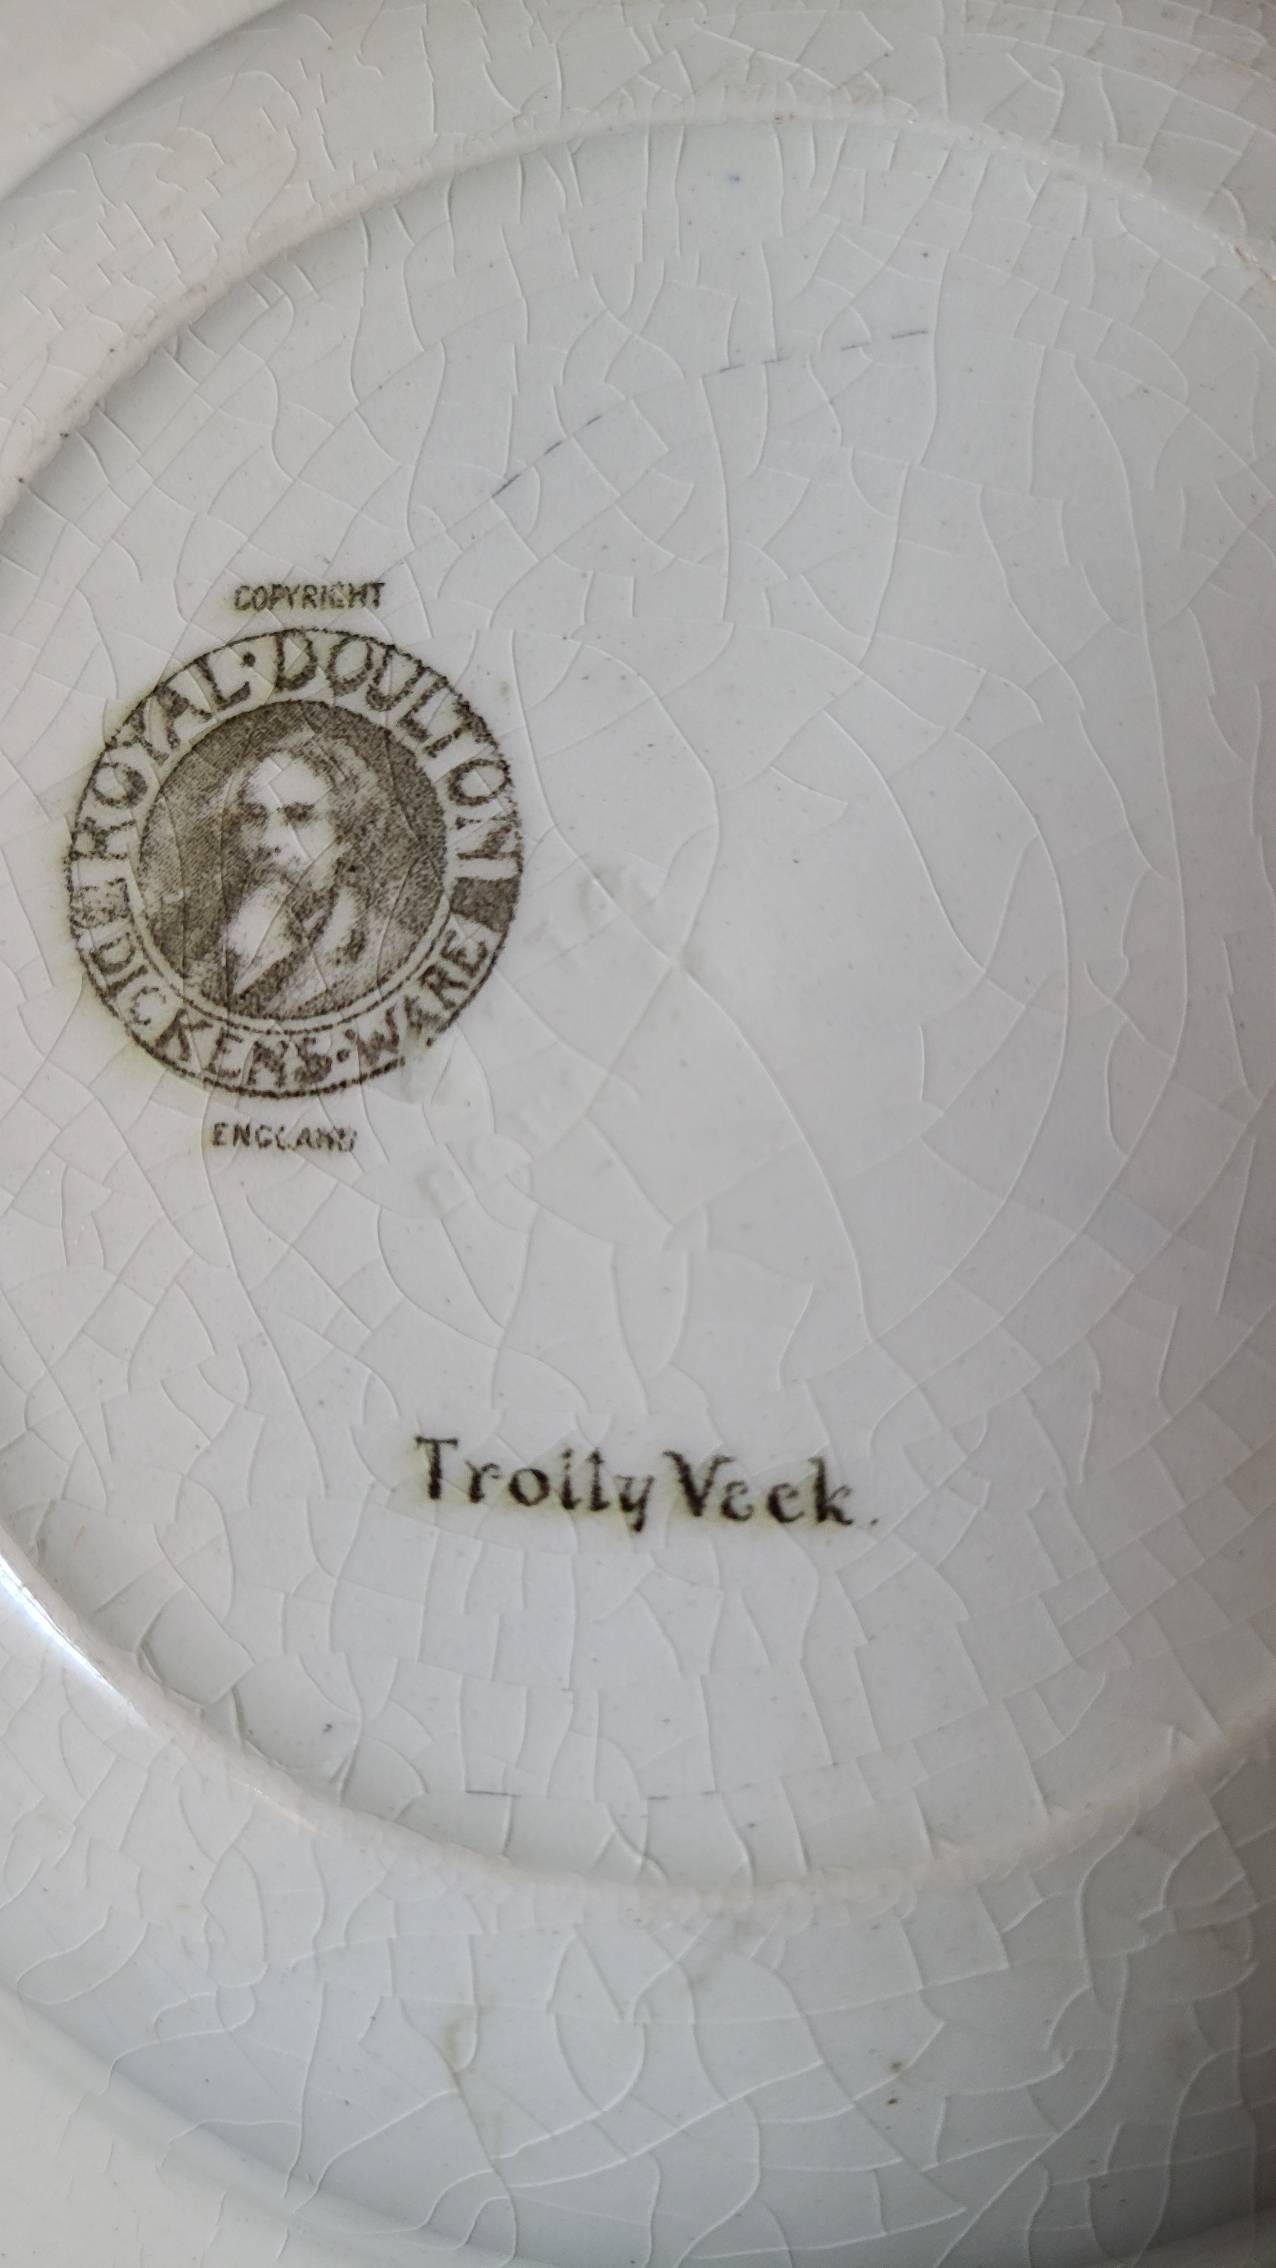 COPYRIGHT
ROYAL·DOULTON
DICKENS·WARE
ENGLAND
Trotty Veck.